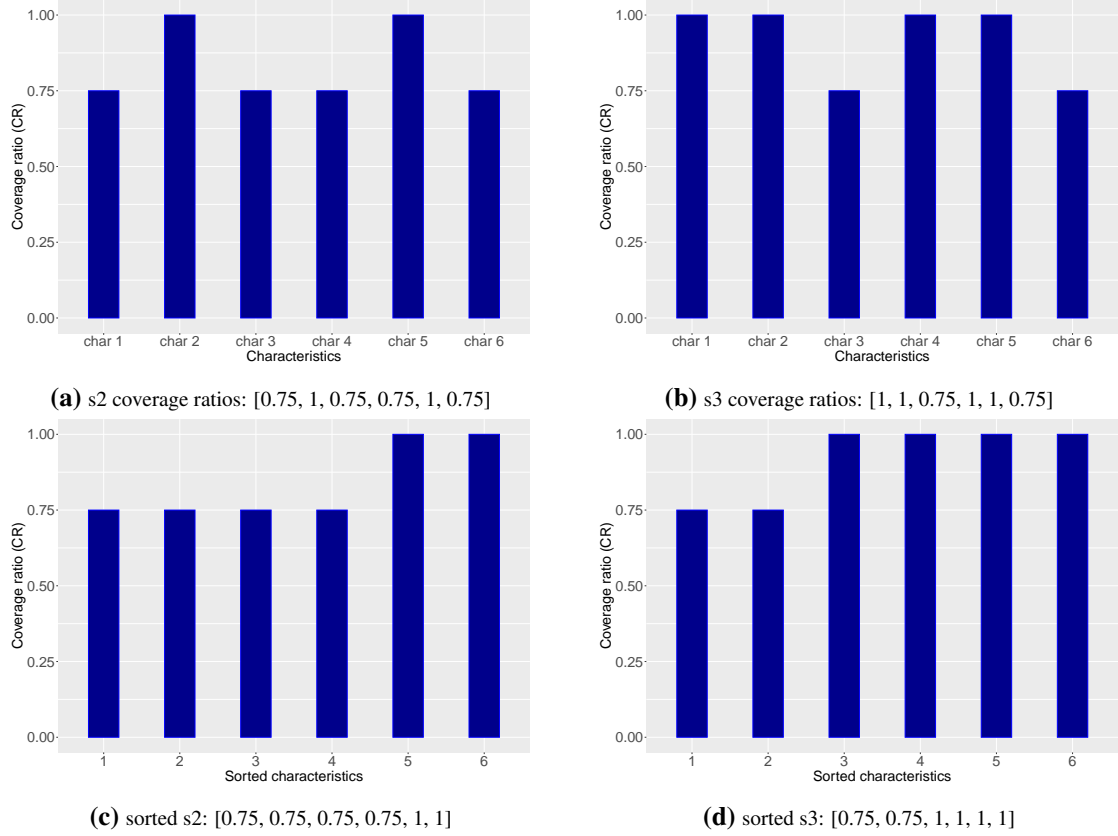 1.00
0.75
0.50
0.25
0.00
Coverage ratio (CR)
char 1 char 2 char 3 char 4 char 5 char 6
Characteristics
(a) s2 coverage ratios: [0.75, 1, 0.75, 0.75, 1, 0.75]
1.00
0.75
0.50
0.25
0.00
Coverage ratio (CR)
char 1 char 2 char 3 char 4 char 5 char 6
Characteristics
(b) s3 coverage ratios: [1, 1, 0.75, 1, 1, 0.75]
1.00
0.75
0.50
0.25
0.00
Coverage ratio (CR)
1 2 3 4 5 6
Sorted characteristics
(c) sorted s2: [0.75, 0.75, 0.75, 0.75, 1, 1]
1.00
0.75
0.50
0.25
0.00
Coverage ratio (CR)
1 2 3 4 5 6
Sorted characteristics
(d) sorted s3: [0.75, 0.75, 1, 1, 1, 1]